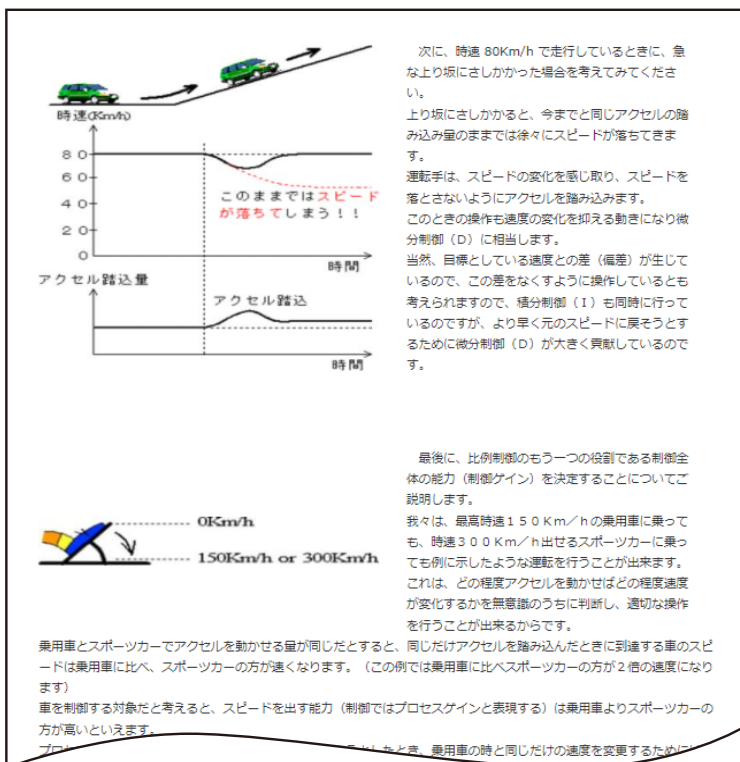 次に、時速 80Km/h で走行しているときに、急
な上り坂にさしかかった場合を考えてみてくださ
い。
上り坂にさしかかると、今までと同じアクセルの踏
み込み量のままでは徐々にスピードが落ちてきま
す。
運転手は、スピードの変化を感じ取り、スピードを
落とさないようにアクセルを踏み込みます。
このときの操作も速度の変化を抑える動きになり微
分制御（D）に相当します。
当然、目標としている速度との差（偏差）が生じて
いるので、この差をなくすように操作しているとも
考えられますので、積分制御（I）も同時に行って
いるのですが、より早く元のスピードに戻そうとす
るために微分制御（D）が大きく貢献しているので
す。
時速(Km/h)
80
60
40
20
0
このままではスピード
が落ちてしまう！！
時間
アクセル踏込量
アクセル踏込
時間
最後に、比例制御のもう一つの役割である制御全
体の能力（制御ゲイン）を決定することについてご
説明します。
我々は、最高時速１５０Ｋｍ／ｈの乗用車に乗って
も、時速３００Ｋｍ／ｈ出せるスポーツカーに乗っ
ても例に示したような運転を行うことが出来ます。
これは、どの程度アクセルを動かせばどの程度速度
が変化するかを無意識のうちに判断し、適切な操作
を行うことが出来るからです。
0Km/h
150Km/h or 300Km/h
乗用車とスポーツカーでアクセルを動かせる量が同じだとすると、同じだけアクセルを踏み込んだときに到達する車のスピ
ードは乗用車に比べ、スポーツカーの方が速くなります。（この例では乗用車に比べスポーツカーの方が２倍の速度になり
ます）
車を制御する対象だと考えると、スピードを出す能力（制御ではプロセスゲインと表現する）は乗用車よりスポーツカーの
方が高いといえます。
したとき、乗用車の時と同じだけの速度を変更するために